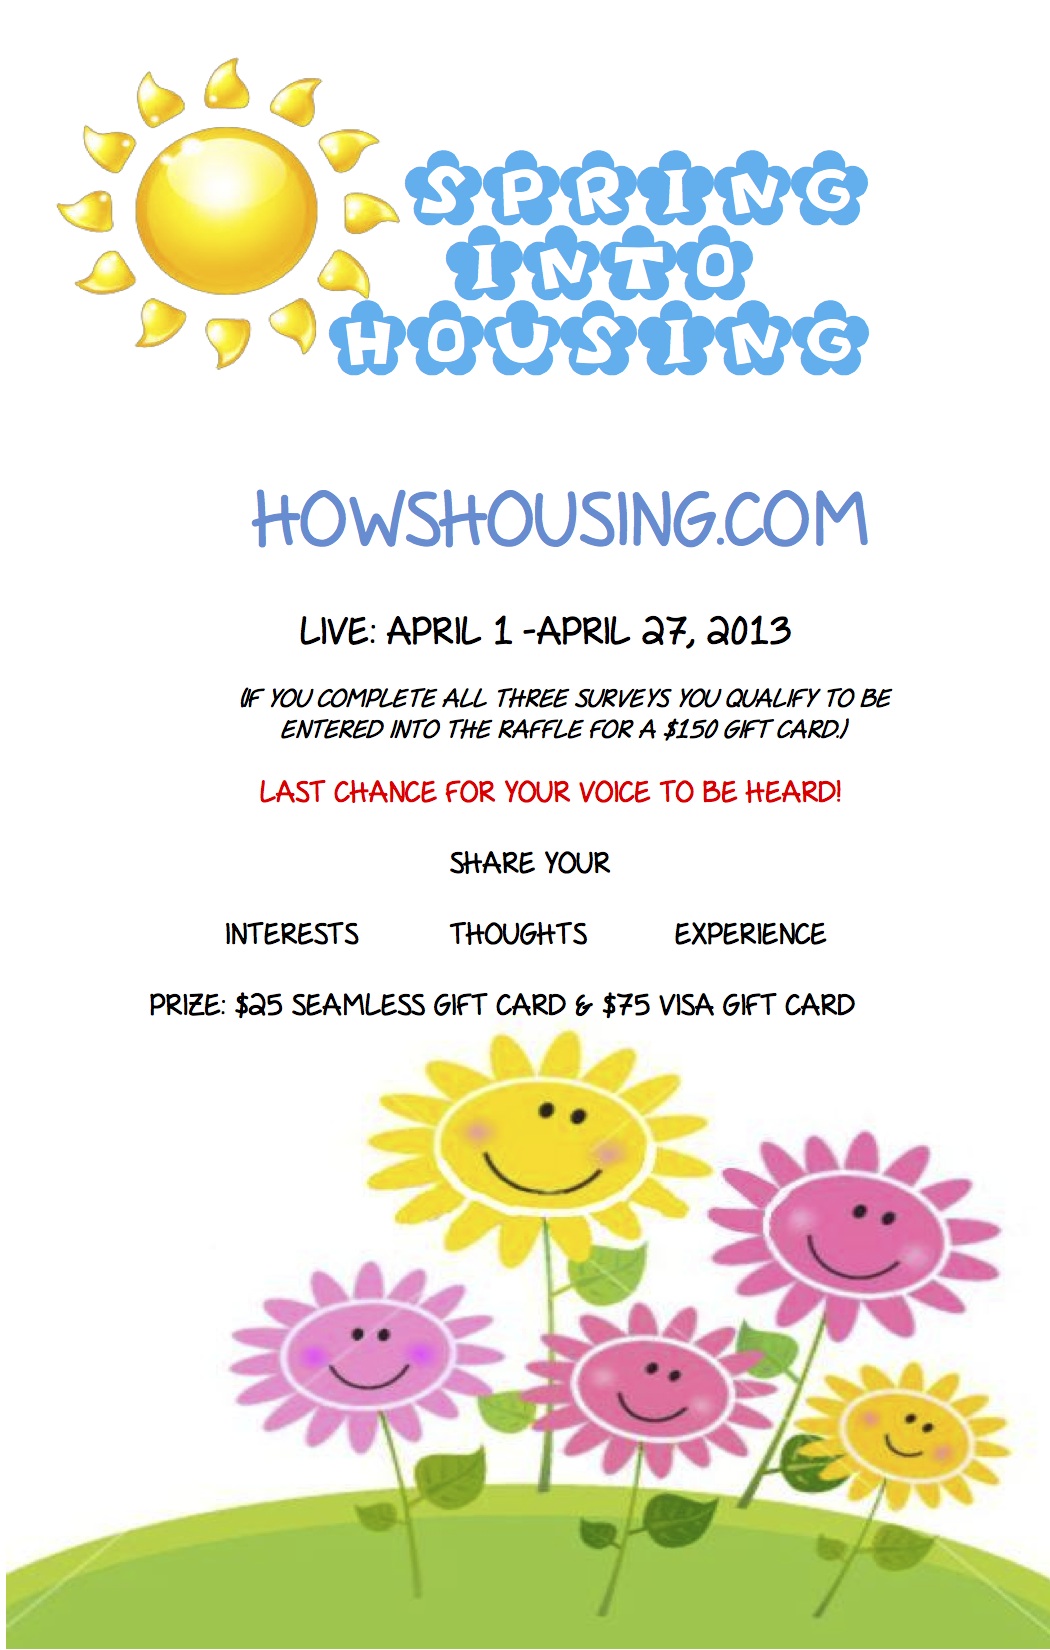 SPRING
INTO
HOUSING
HOWSHOUSING.COM
LIVE: APRIL 1 -APRIL 27, 2013
(IF YOU COMPLETE ALL THREE SURVEYS YOU QUALIFY TO BE
ENTERED INTO THE RAFFLE FOR A $150 GIFT CARD.)
LAST CHANCE FOR YOUR VOICE TO BE HEARD!
SHARE YOUR
INTERESTS THOUGHTS EXPERIENCE
PRIZE: $25 SEAMLESS GIFT CARD & $75 VISA GIFT CARD